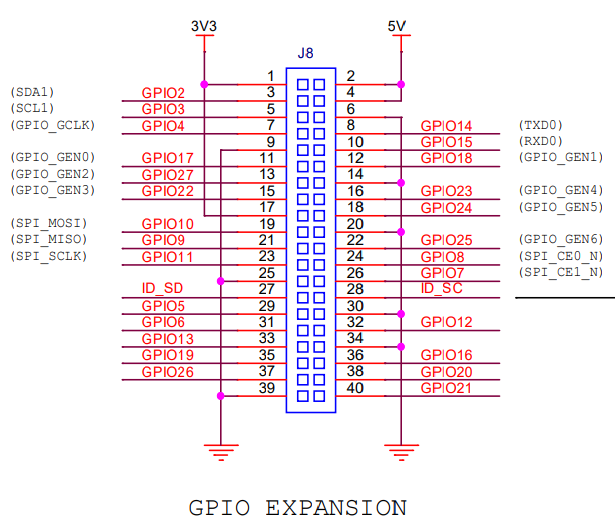 3V3 5V
J8
1 2
(SDA1) GPIO2 3 4
(SCL1) GPIO3 5 6
(GPIO_GCLK) GPIO4 7 8 GPIO14 (TXD0)
9 10 GPIO15 (RXD0)
(GPIO_GEN0) GPIO17 11 12 GPIO18 (GPIO_GEN1)
(GPIO_GEN2) GPIO27 13 14
(GPIO_GEN3) GPIO22 15 16 GPIO23 (GPIO_GEN4)
17 18 GPIO24 (GPIO_GEN5)
(SPI_MOSI) GPIO10 19 20
(SPI_MISO) GPIO9 21 22 GPIO25 (GPIO_GEN6)
(SPI_SCLK) GPIO11 23 24 GPIO8 (SPI_CE0_N)
25 26 GPIO7 (SPI_CE1_N)
ID_SD 27 28 ID_SC
GPIO5 29 30
GPIO6 31 32 GPIO12
GPIO13 33 34
GPIO19 35 36 GPIO16
GPIO26 37 38 GPIO20
39 40 GPIO21
GPIO EXPANSION